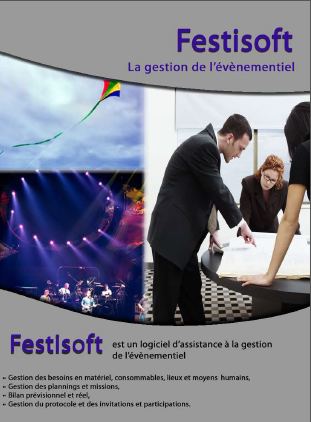 Festisoft
La gestion de l'évènementiel
Festisoft est un logiciel d'assistance à la gestion
de l'évènementiel
- Gestion des besoins en matériel, consommables, lieux et moyens humains,
- Gestion des plannings et missions,
- Bilan prévisionnel et réel,
- Gestion du protocole et des invitations et participations.